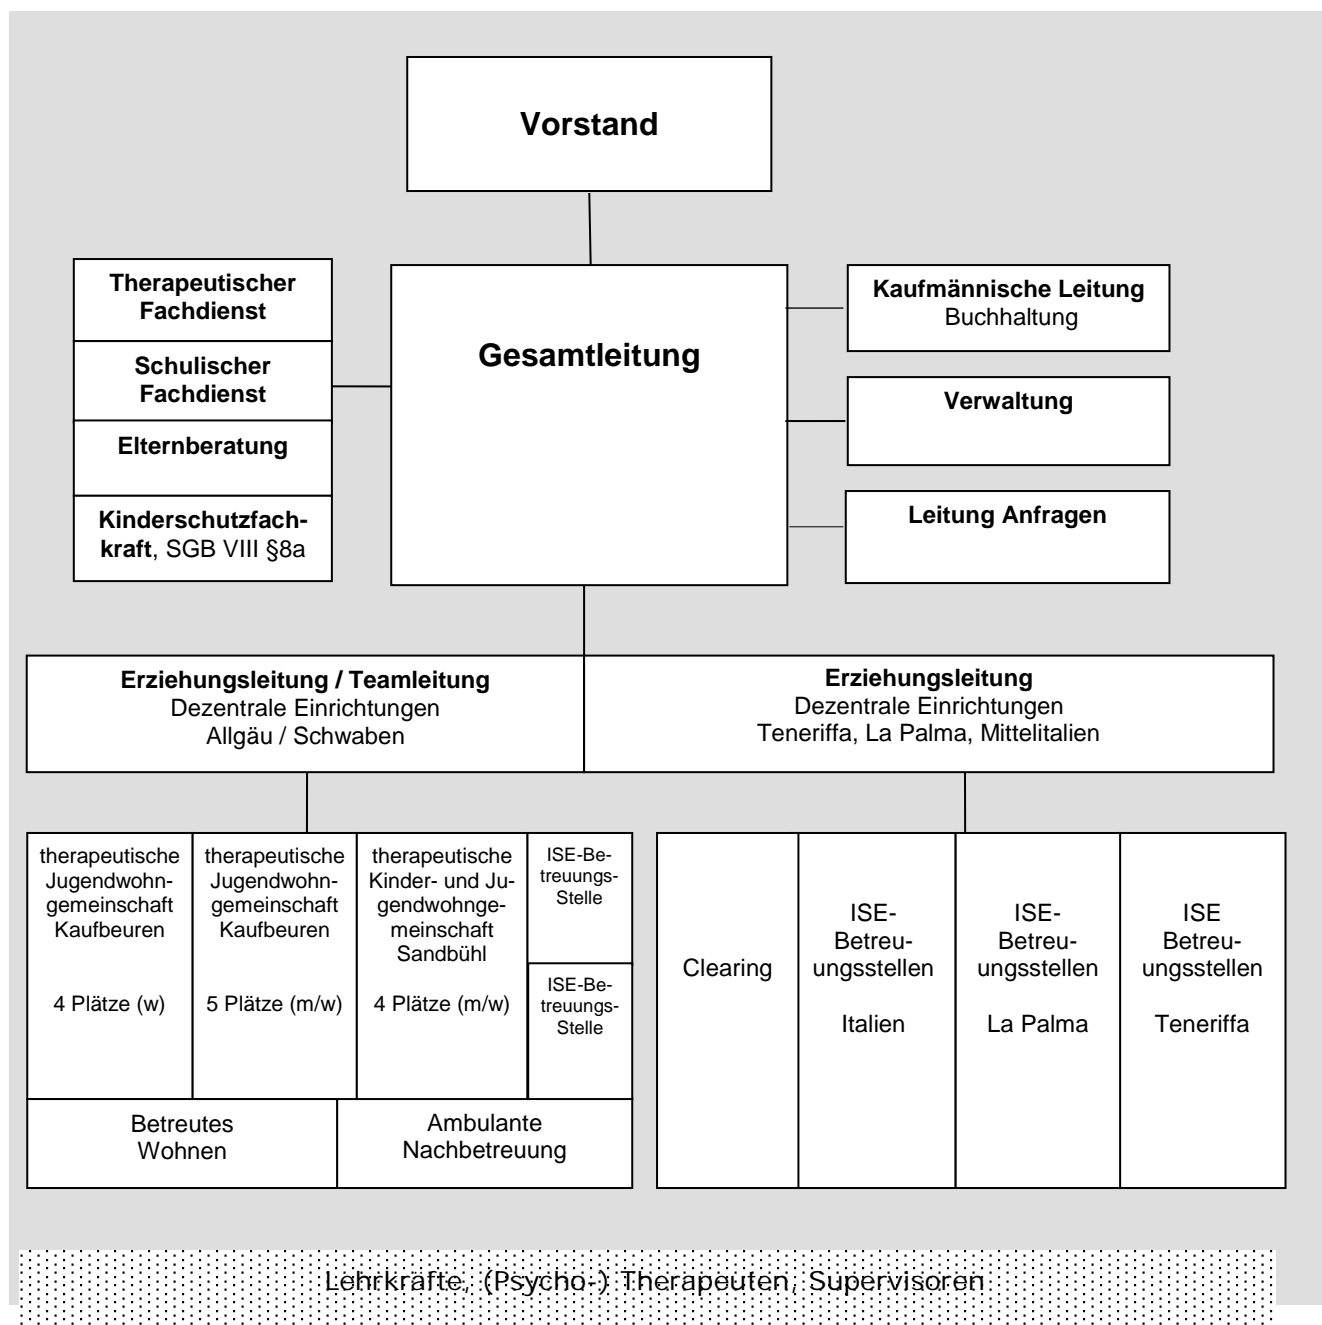 Vorstand
Therapeutischer
Fachdienst
Schulischer
Fachdienst
Elternberatung
Kinderschutzfach-
kraft, SGB VIII §8a
Gesamtleitung
Kaufmännische Leitung
Buchhaltung
Verwaltung
Leitung Anfragen
Erziehungsleitung / Teamleitung
Dezentrale Einrichtungen
Allgäu / Schwaben
Erziehungsleitung
Dezentrale Einrichtungen
Teneriffa, La Palma, Mittelitalien
therapeutische
Jugendwohn-
gemeinschaft
Kaufbeuren
4 Plätze (w)
therapeutische
Jugendwohn-
gemeinschaft
Kaufbeuren
5 Plätze (m/w)
therapeutische
Kinder- und Ju-
gendwohnge-
meinschaft
Sandbühl
4 Plätze (m/w)
ISE-Be-
treuungs-
Stelle
ISE-Be-
treuungs-
Stelle
Betreutes
Wohnen
Ambulante
Nachbetreuung
Clearing
ISE-
Betreu-
ungsstellen
Italien
ISE-
Betreu-
ungsstellen
La Palma
ISE
Betreu-
ungsstellen
Teneriffa
Lehrkräfte, (Psycho-) Therapeuten, Supervisoren